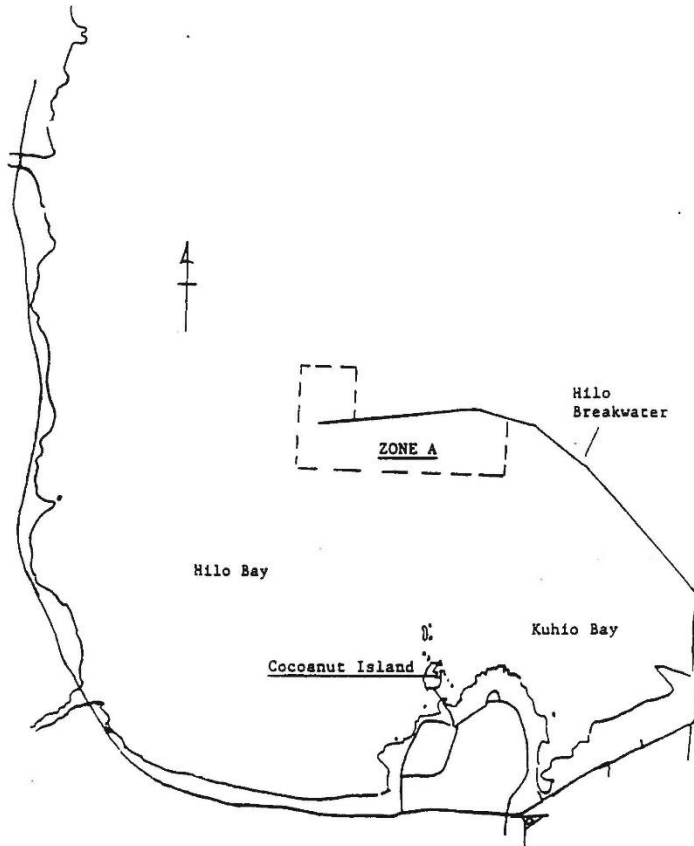 Hilo
Breakwater
ZONE A
Hilo Bay
Kuhio Bay
Cocoanut Island